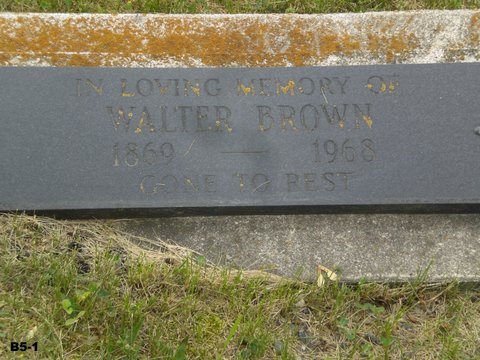 IN LOVING MEMORY OF
WALTER BROWN
1869 — 1968
GONE TO REST
B5-1